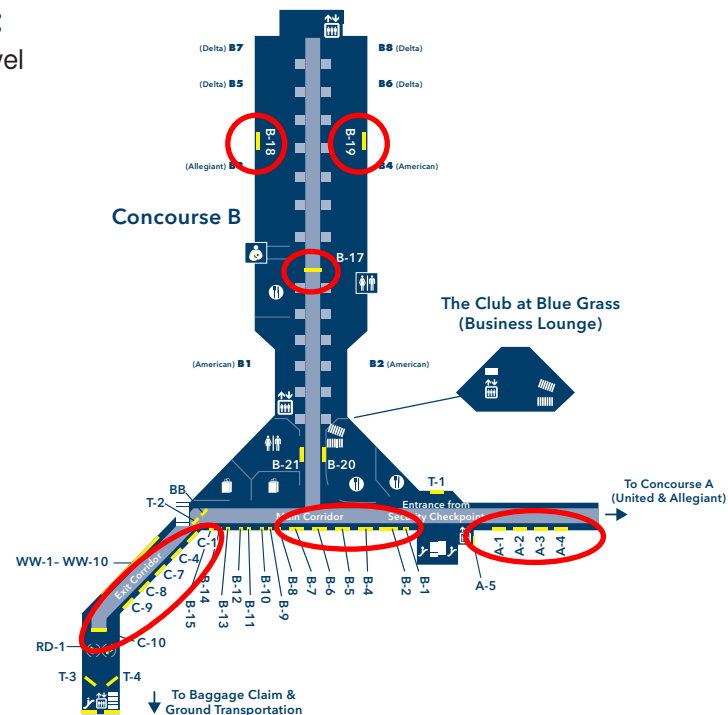 :
vel
(Delta) B7
B8 (Delta)
(Delta) B5
B6 (Delta)
B-18
B-19
(Allegiant) B3
B4 (American)
Concourse B
B-17
The Club at Blue Grass
(Business Lounge)
(American) B1
B2 (American)
B-21
B-20
BB
T-1
T-2
Main Corridor
Entrance from
Security Checkpoint
To Concourse A
(United & Allegiant)
WW-1- WW-10
Exit Corridor
C-1
C-4
C-7
C-8
C-9
C-10
B-15
B-14
B-13
B-12
B-11
B-10
B-9
B-8
B-7
B-6
B-5
B-4
B-2
B-1
A-5
A-1
A-2
A-3
A-4
RD-1
T-3
T-4
To Baggage Claim &
Ground Transportation